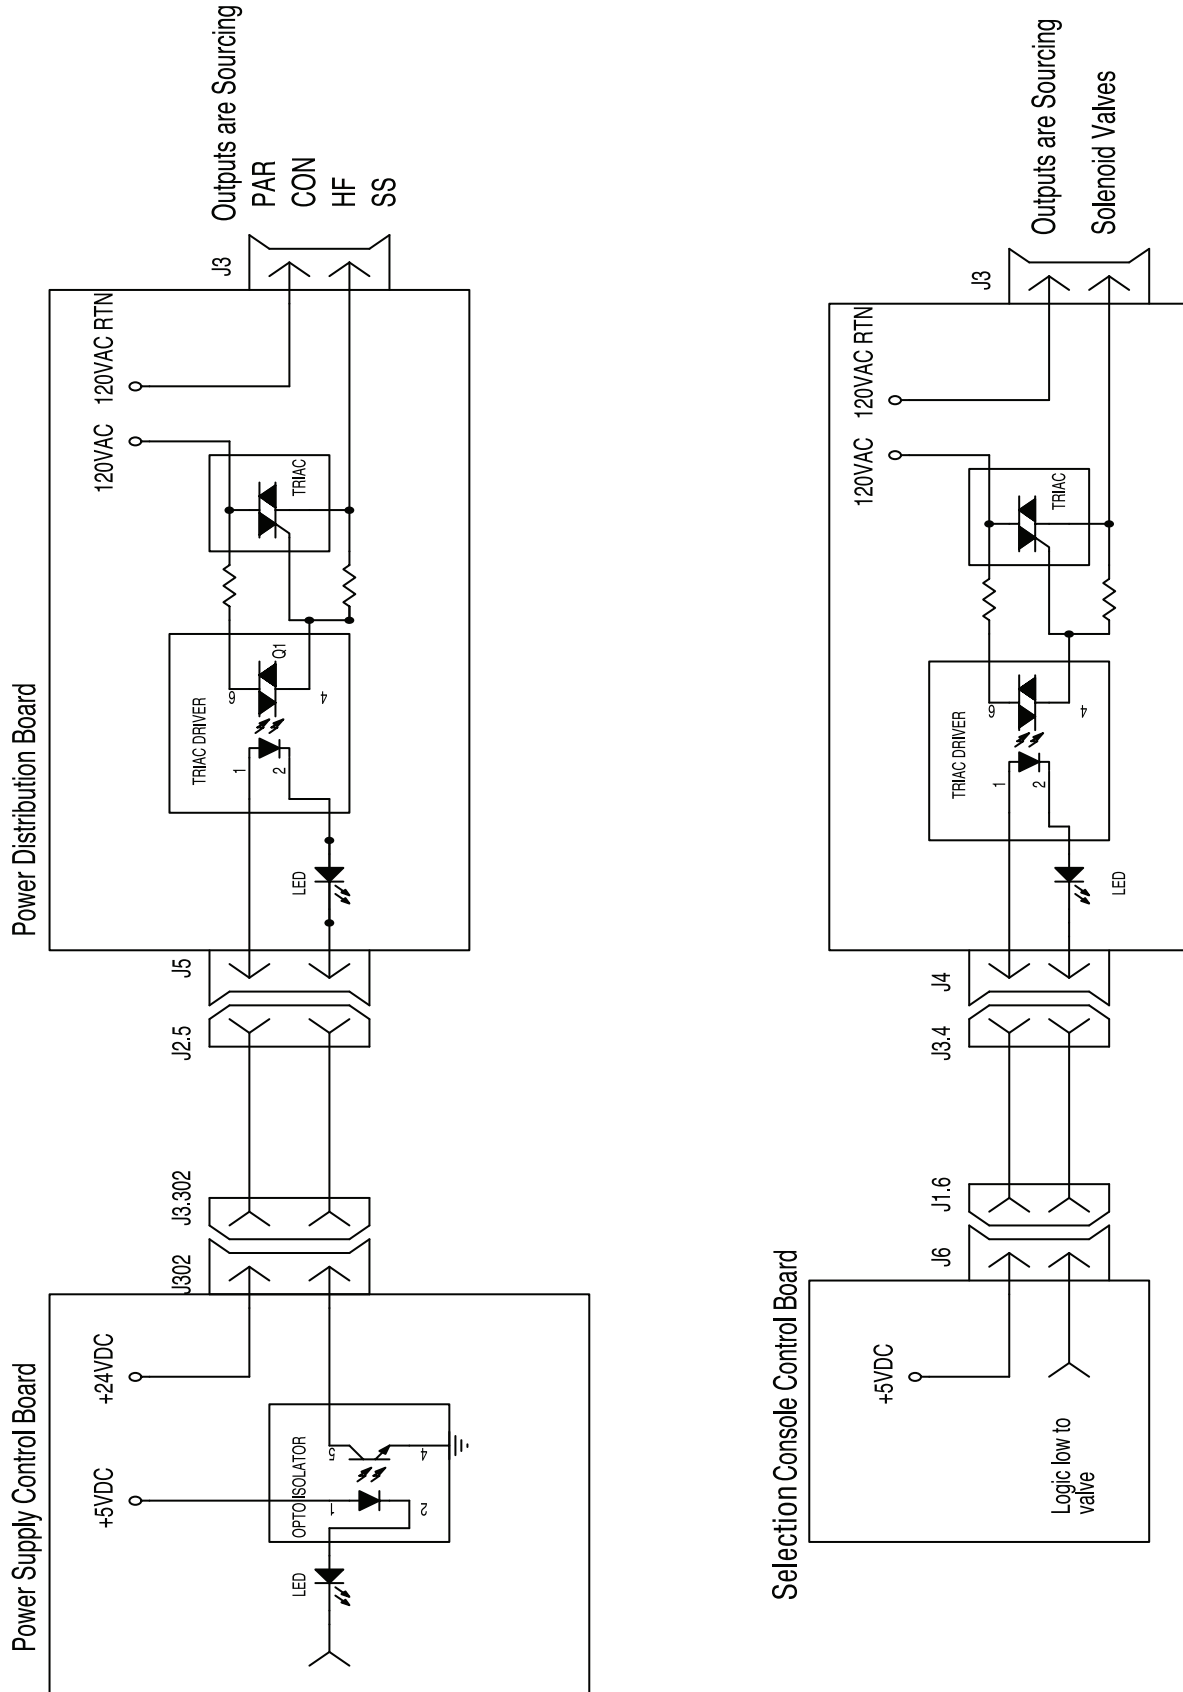 Power Supply Control Board
+5VDC
+24VDC
LED
OPTO ISOLATOR
1
2
5
4
J302
J3.302
J2.5
J5
Power Distribution Board
LED
TRIAC DRIVER
1
2
6
4
Q1
TRIAC
120VAC
120VAC RTN
J3
Outputs are Sourcing
PAR
CON
HF
SS
Selection Console Control Board
+5VDC
Logic low to
valve
J6
J1.6
J3.4
J4
LED
TRIAC DRIVER
1
2
6
4
TRIAC
120VAC
120VAC RTN
J3
Outputs are Sourcing
Solenoid Valves